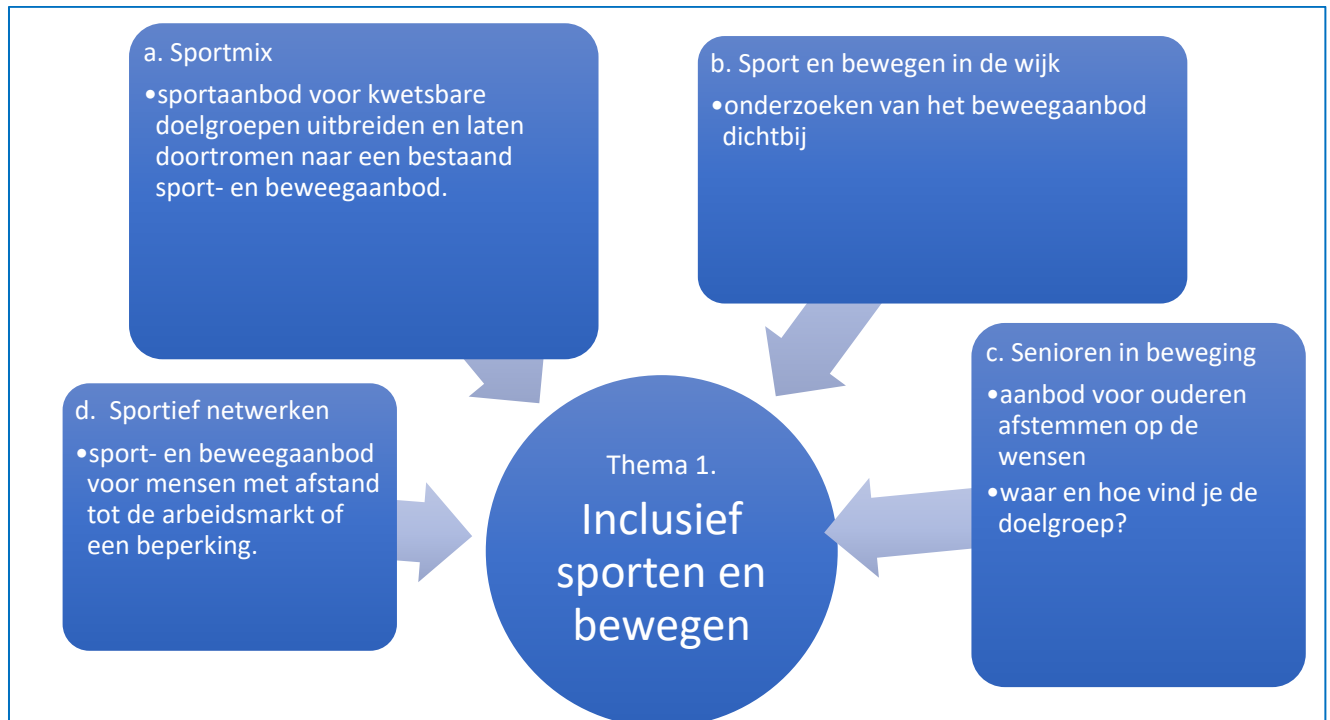 a. Sportmix
•sportaanbod voor kwetsbare
doelgroepen uitbreiden en laten
doortromen naar een bestaand
sport- en beweegaanbod.
b. Sport en bewegen in de wijk
•onderzoeken van het beweegaanbod
dichtbij
c. Senioren in beweging
•aanbod voor ouderen
afstemmen op de
wensen
•waar en hoe vind je de
doelgroep?
d. Sportief netwerken
•sport- en beweegaanbod
voor mensen met afstand
tot de arbeidsmarkt of
een beperking.
Thema 1.
Inclusief
sporten en
bewegen